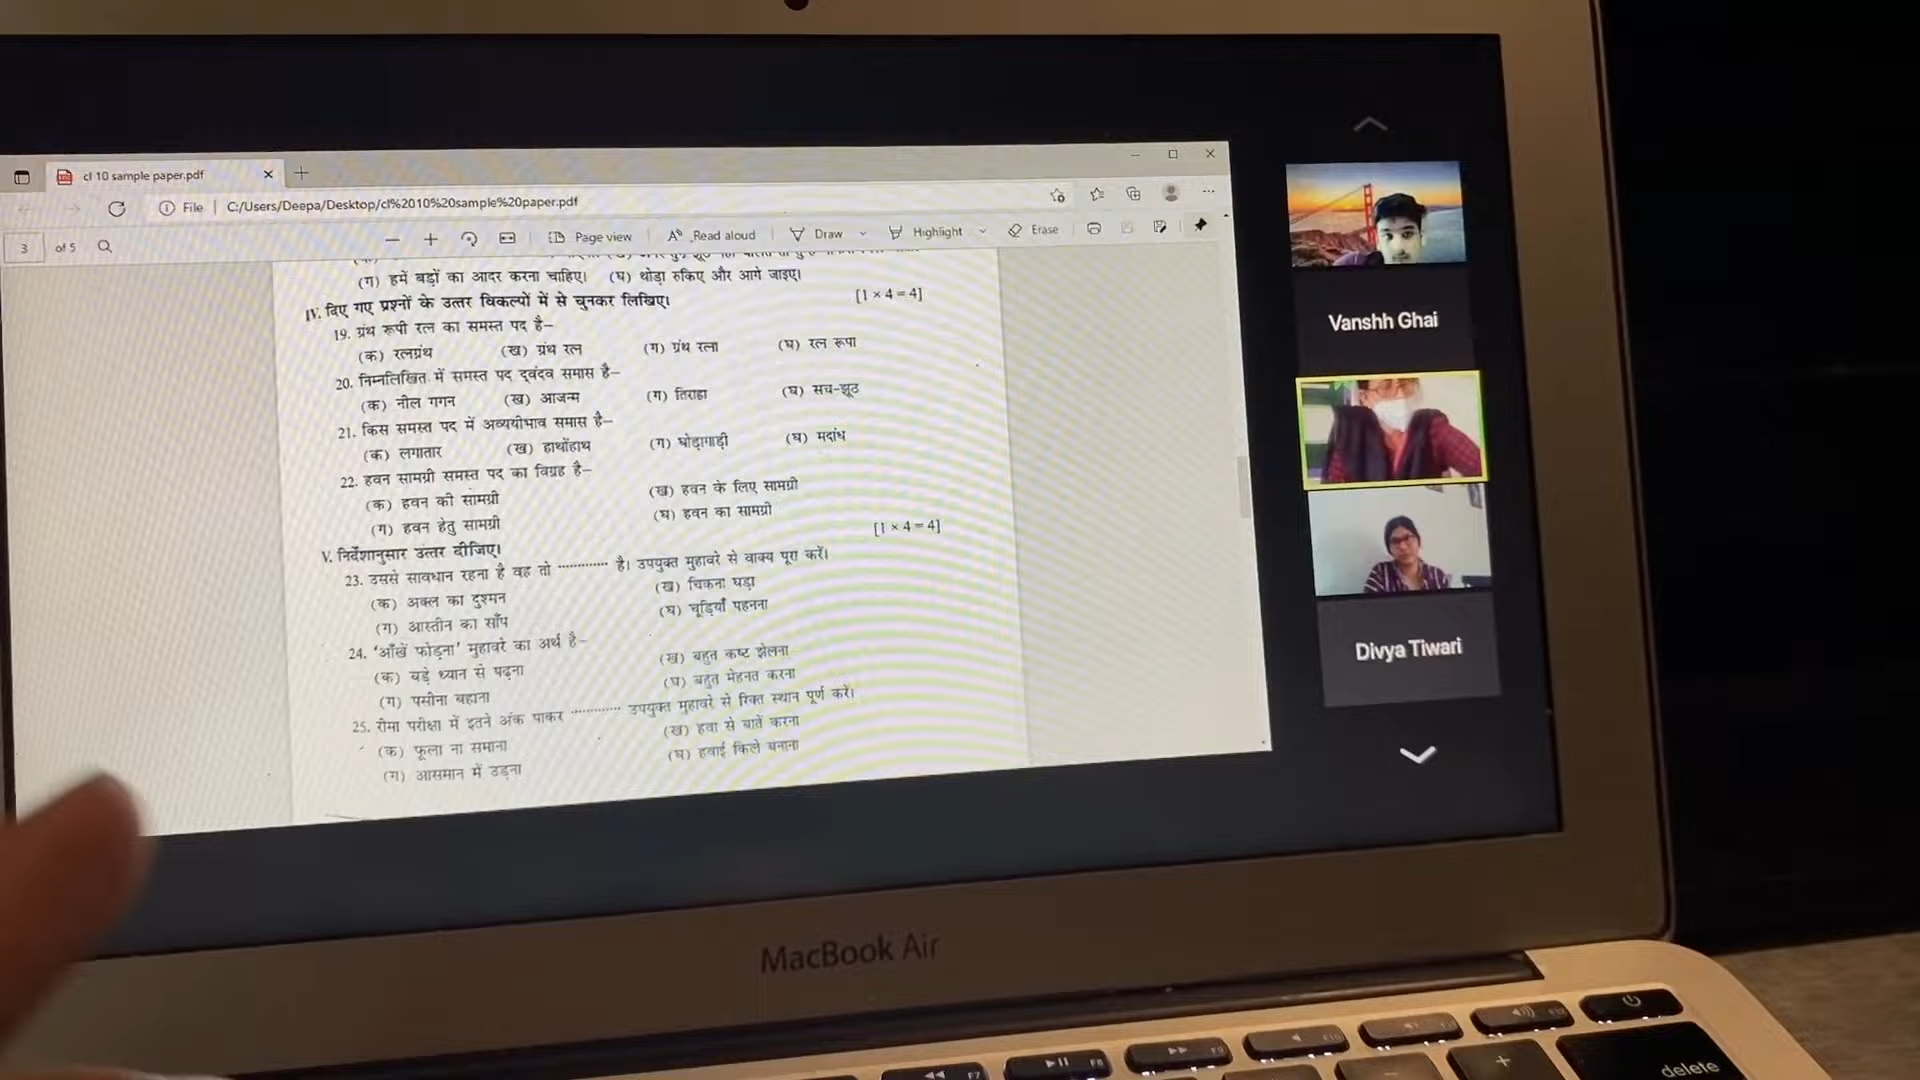 cl 10 sample paper.pdf
File C:/Users/Deepa/Desktop/cl%2010%20sample%20paper.pdf
3 of 5 Page view Read aloud Draw Highlight Erase
(ग) हमें बड़ों का आदर करना चाहिए। (घ) थोड़ा रुकिए और आगे जाइए।
IV. दिए गए प्रश्नों के उत्तर विकल्पों में से चुनकर लिखिए। [1 × 4 = 4]
19. ग्रंथ रूपी रत्न का समस्त पद है–
(क) रत्नग्रंथ (ख) ग्रंथ रत्न (ग) ग्रंथ रत्ना (घ) रत्न रूपा
20. निम्नलिखित में समस्त पद द्वंदव समास है–
(क) नील गगन (ख) आजन्म (ग) तिराहा (घ) सच-झूठ
21. किस समस्त पद में अव्ययीभाव समास है–
(क) लगातार (ख) हाथोंहाथ (ग) घोड़ागाड़ी (घ) मदांध
22. हवन सामग्री समस्त पद का विग्रह है–
(क) हवन की सामग्री (ख) हवन के लिए सामग्री
(ग) हवन हेतु सामग्री (घ) हवन का सामग्री
V. निर्देशानुसार उत्तर दीजिए। [1 × 4 = 4]
23. उससे सावधान रहना है वह तो ............. है। उपयुक्त मुहावरे से वाक्य पूरा करें।
(क) अक्ल का दुश्मन (ख) चिकना घड़ा
(ग) आस्तीन का साँप (घ) चूड़ियाँ पहनना
24. ‘आँखें फोड़ना’ मुहावरे का अर्थ है–
(क) बड़े ध्यान से पढ़ना (ख) बहुत कष्ट झेलना
(ग) पसीना बहाना (घ) बहुत मेहनत करना
25. रीमा परीक्षा में इतने अंक पाकर ............. उपयुक्त मुहावरे से रिक्त स्थान पूर्ण करें।
(क) फूला ना समाना (ख) हवा से बातें करना
(ग) आसमान में उड़ना (घ) हवाई किले बनाना
Vanshh Ghai
Divya Tiwari
MacBook Air
F7 F8 F9 F10
delete